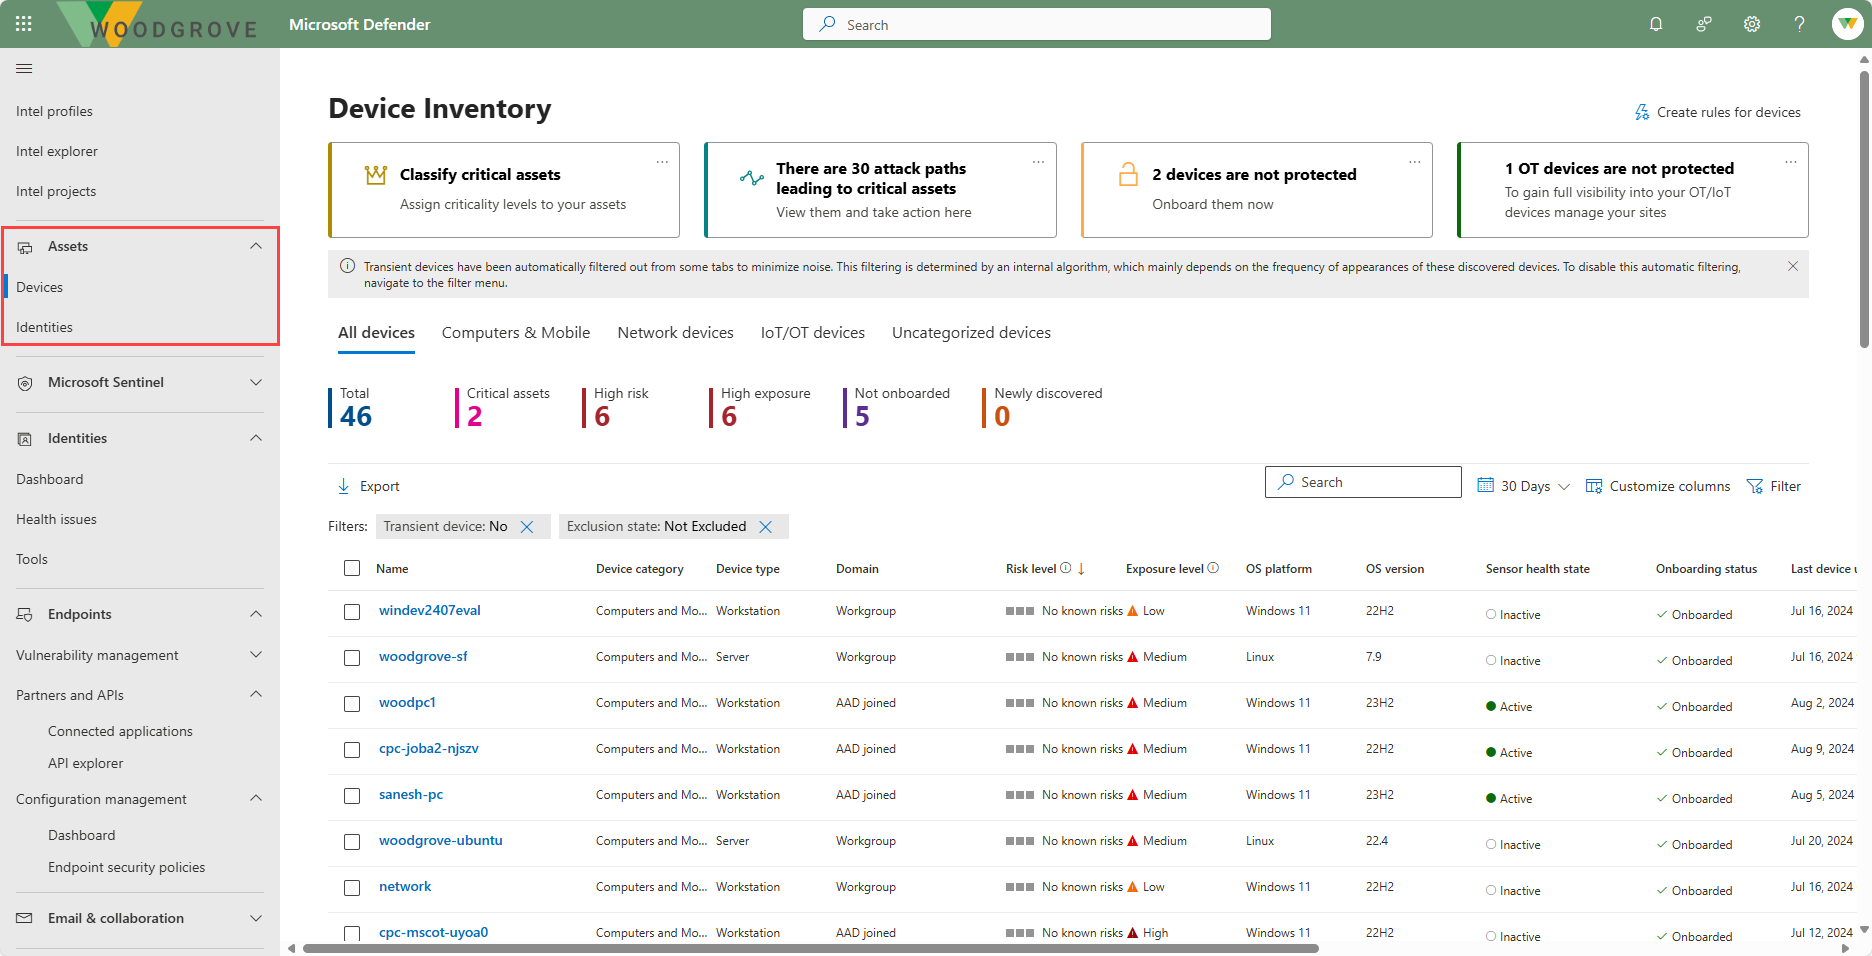 WOODGROVE
Microsoft Defender
Search
?
Intel profiles
Intel explorer
Intel projects
Assets
Devices
Identities
Microsoft Sentinel
Identities
Dashboard
Health issues
Tools
Endpoints
Vulnerability management
Partners and APIs
Connected applications
API explorer
Configuration management
Dashboard
Endpoint security policies
Email & collaboration
Device Inventory
Create rules for devices
Classify critical assets
Assign criticality levels to your assets
There are 30 attack paths
leading to critical assets
View them and take action here
2 devices are not protected
Onboard them now
1 OT devices are not protected
To gain full visibility into your OT/IoT
devices manage your sites
Transient devices have been automatically filtered out from some tabs to minimize noise. This filtering is determined by an internal algorithm, which mainly depends on the frequency of appearances of these discovered devices. To disable this automatic filtering,
navigate to the filter menu.
All devices Computers & Mobile Network devices IoT/OT devices Uncategorized devices
Total Critical assets High risk High exposure Not onboarded Newly discovered
46 2 6 6 5 0
Export Search 30 Days Customize columns Filter
Filters: Transient device: No Exclusion state: Not Excluded
Name Device category Device type Domain Risk level Exposure level OS platform OS version Sensor health state Onboarding status Last device u
windev2407eval Computers and Mo... Workstation Workgroup No known risks Low Windows 11 22H2 Inactive Onboarded Jul 16, 2024
woodgrove-sf Computers and Mo... Server Workgroup No known risks Medium Linux 7.9 Inactive Onboarded Jul 16, 2024
woodpc1 Computers and Mo... Workstation AAD joined No known risks Medium Windows 11 23H2 Active Onboarded Aug 2, 2024
cpc-joba2-njszv Computers and Mo... Workstation AAD joined No known risks Medium Windows 11 22H2 Active Onboarded Aug 9, 2024
sanesh-pc Computers and Mo... Workstation AAD joined No known risks Medium Windows 11 23H2 Active Onboarded Aug 5, 2024
woodgrove-ubuntu Computers and Mo... Server Workgroup No known risks Medium Linux 22.4 Inactive Onboarded Jul 20, 2024
network Computers and Mo... Workstation Workgroup No known risks Low Windows 11 22H2 Inactive Onboarded Jul 16, 2024
cpc-mscot-uyoa0 Computers and Mo... Workstation AAD joined No known risks High Windows 11 22H2 Inactive Onboarded Jul 12, 2024